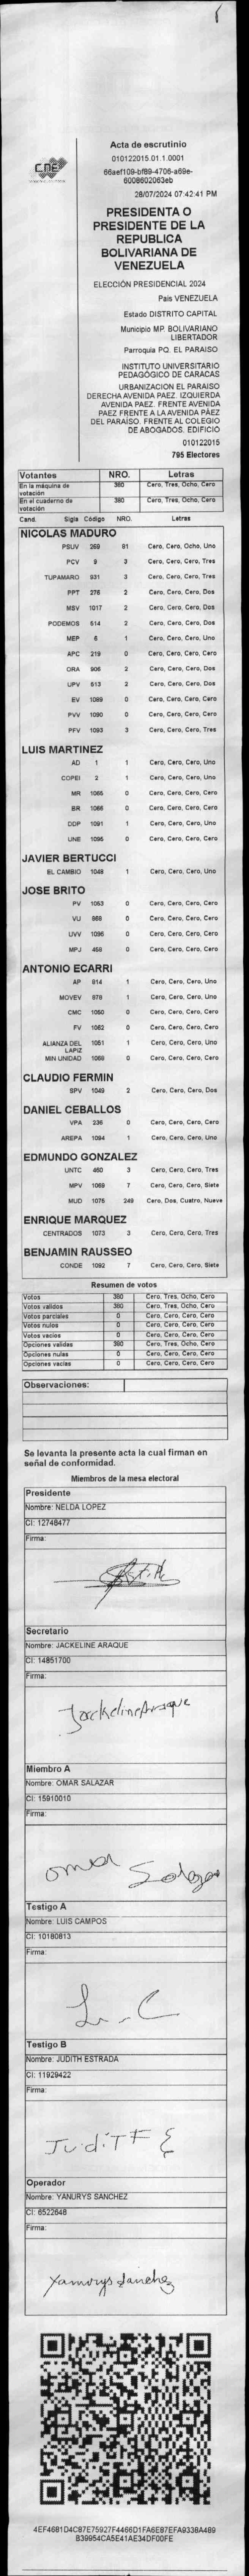 CNE
Acta de escrutinio
010122015.01.1.0001
66aef109-bf89-4706-a69e-
6008602063eb
28/07/2024 07:42:41 PM
PRESIDENTA O
PRESIDENTE DE LA
REPUBLICA
BOLIVARIANA DE
VENEZUELA
ELECCIÓN PRESIDENCIAL 2024
País VENEZUELA
Estado DISTRITO CAPITAL
Municipio MP. BOLIVARIANO
LIBERTADOR
Parroquia PQ. EL PARAISO
INSTITUTO UNIVERSITARIO
PEDAGÓGICO DE CARACAS
URBANIZACION EL PARAISO
DERECHA AVENIDA PAEZ. IZQUIERDA
AVENIDA PAEZ. FRENTE AVENIDA
PAEZ FRENTE A LA AVENIDA PÁEZ
DEL PARAÍSO. FRENTE AL COLEGIO
DE ABOGADOS. EDIFICIO
010122015
795 Electores
Votantes NRO. Letras
En la máquina de votación 380 Cero, Tres, Ocho, Cero
En el cuaderno de votación 380 Cero, Tres, Ocho, Cero
Cand. Sigla Código NRO. Letras
NICOLAS MADURO
PSUV 269 81 Cero, Cero, Ocho, Uno
PCV 9 3 Cero, Cero, Cero, Tres
TUPAMARO 931 3 Cero, Cero, Cero, Tres
PPT 276 2 Cero, Cero, Cero, Dos
MSV 1017 2 Cero, Cero, Cero, Dos
PODEMOS 614 2 Cero, Cero, Cero, Dos
MEP 6 1 Cero, Cero, Cero, Uno
APC 219 0 Cero, Cero, Cero, Cero
ORA 906 2 Cero, Cero, Cero, Dos
UPV 613 2 Cero, Cero, Cero, Dos
EV 1089 0 Cero, Cero, Cero, Cero
PVV 1090 0 Cero, Cero, Cero, Cero
PFV 1093 3 Cero, Cero, Cero, Tres
LUIS MARTINEZ
AD 1 1 Cero, Cero, Cero, Uno
COPEI 2 1 Cero, Cero, Cero, Uno
MR 1065 0 Cero, Cero, Cero, Cero
BR 1066 0 Cero, Cero, Cero, Cero
DDP 1091 1 Cero, Cero, Cero, Uno
UNE 1095 0 Cero, Cero, Cero, Cero
JAVIER BERTUCCI
EL CAMBIO 1048 1 Cero, Cero, Cero, Uno
JOSE BRITO
PV 1053 0 Cero, Cero, Cero, Cero
VU 868 0 Cero, Cero, Cero, Cero
UVV 1096 0 Cero, Cero, Cero, Cero
MPJ 458 0 Cero, Cero, Cero, Cero
ANTONIO ECARRI
AP 914 1 Cero, Cero, Cero, Uno
MOVEV 878 1 Cero, Cero, Cero, Uno
CMC 1050 0 Cero, Cero, Cero, Cero
FV 1062 0 Cero, Cero, Cero, Cero
ALIANZA DEL LAPIZ 1051 1 Cero, Cero, Cero, Uno
MIN UNIDAD 1069 0 Cero, Cero, Cero, Cero
CLAUDIO FERMIN
SPV 1049 2 Cero, Cero, Cero, Dos
DANIEL CEBALLOS
VPA 236 0 Cero, Cero, Cero, Cero
AREPA 1094 1 Cero, Cero, Cero, Uno
EDMUNDO GONZALEZ
UNTC 460 3 Cero, Cero, Cero, Tres
MPV 1069 7 Cero, Cero, Cero, Siete
MUD 1075 249 Cero, Dos, Cuatro, Nueve
ENRIQUE MARQUEZ
CENTRADOS 1073 3 Cero, Cero, Cero, Tres
BENJAMIN RAUSSEO
CONDE 1092 7 Cero, Cero, Cero, Siete
Resumen de votos
Votos 380 Cero, Tres, Ocho, Cero
Votos validos 380 Cero, Tres, Ocho, Cero
Votos parciales 0 Cero, Cero, Cero, Cero
Votos nulos 0 Cero, Cero, Cero, Cero
Votos vacios 0 Cero, Cero, Cero, Cero
Opciones validas 380 Cero, Tres, Ocho, Cero
Opciones nulas 0 Cero, Cero, Cero, Cero
Opciones vacias 0 Cero, Cero, Cero, Cero
Observaciones:
Se levanta la presente acta la cual firman en
señal de conformidad.
Miembros de la mesa electoral
Presidente
Nombre: NELDA LOPEZ
CI: 12748477
Firma:
Secretario
Nombre: JACKELINE ARAQUE
CI: 14851700
Firma:
Jackeline Araque
Miembro A
Nombre: OMAR SALAZAR
CI: 15910010
Firma:
Omar Salazar
Testigo A
Nombre: LUIS CAMPOS
CI: 10180813
Firma:
L. C
Testigo B
Nombre: JUDITH ESTRADA
CI: 11929422
Firma:
JudiTH E
Operador
Nombre: YANURYS SANCHEZ
CI: 6522648
Firma:
Yanurys Sanchez
4EF4681D4C87E75927F4466D1FA6E87EFA9338A489
B39954CA5E41AE34DF00FE